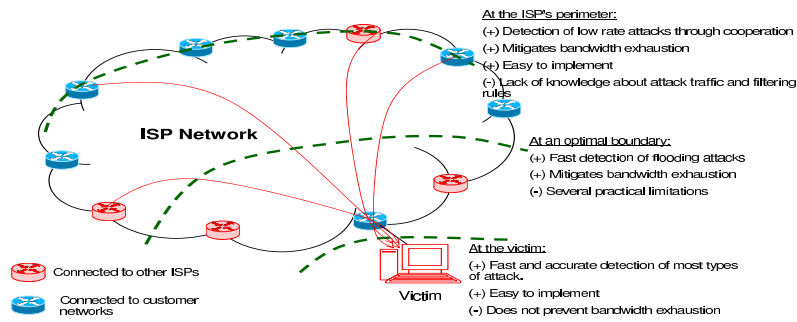 At the ISP's perimeter:
(+) Detection of low rate attacks through cooperation
(+) Mitigates bandwidth exhaustion
(+) Easy to implement
(-) Lack of knowledge about attack traffic and filtering
rules
ISP Network
At an optimal boundary:
(+) Fast detection of flooding attacks
(+) Mitigates bandwidth exhaustion
(-) Several practical limitations
At the victim:
(+) Fast and accurate detection of most types
of attack.
(+) Easy to implement
(-) Does not prevent bandwidth exhaustion
Victim
Connected to other ISPs
Connected to customer
networks